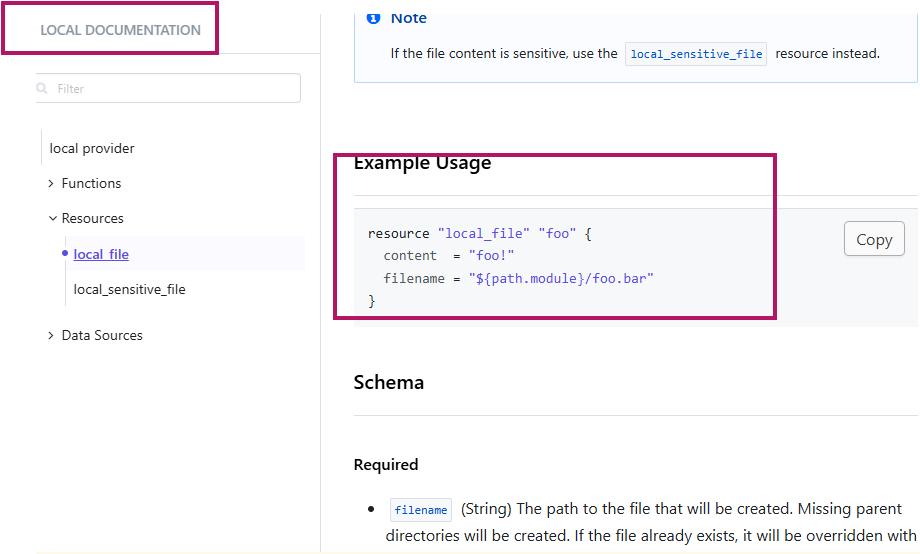 LOCAL DOCUMENTATION
Filter
local provider
Functions
Resources
local_file
local_sensitive_file
Data Sources
Note
If the file content is sensitive, use the local_sensitive_file resource instead.
Example Usage
resource "local_file" "foo" {
  content  = "foo!"
  filename = "${path.module}/foo.bar"
}
Copy
Schema
Required
filename (String) The path to the file that will be created. Missing parent
directories will be created. If the file already exists, it will be overridden with